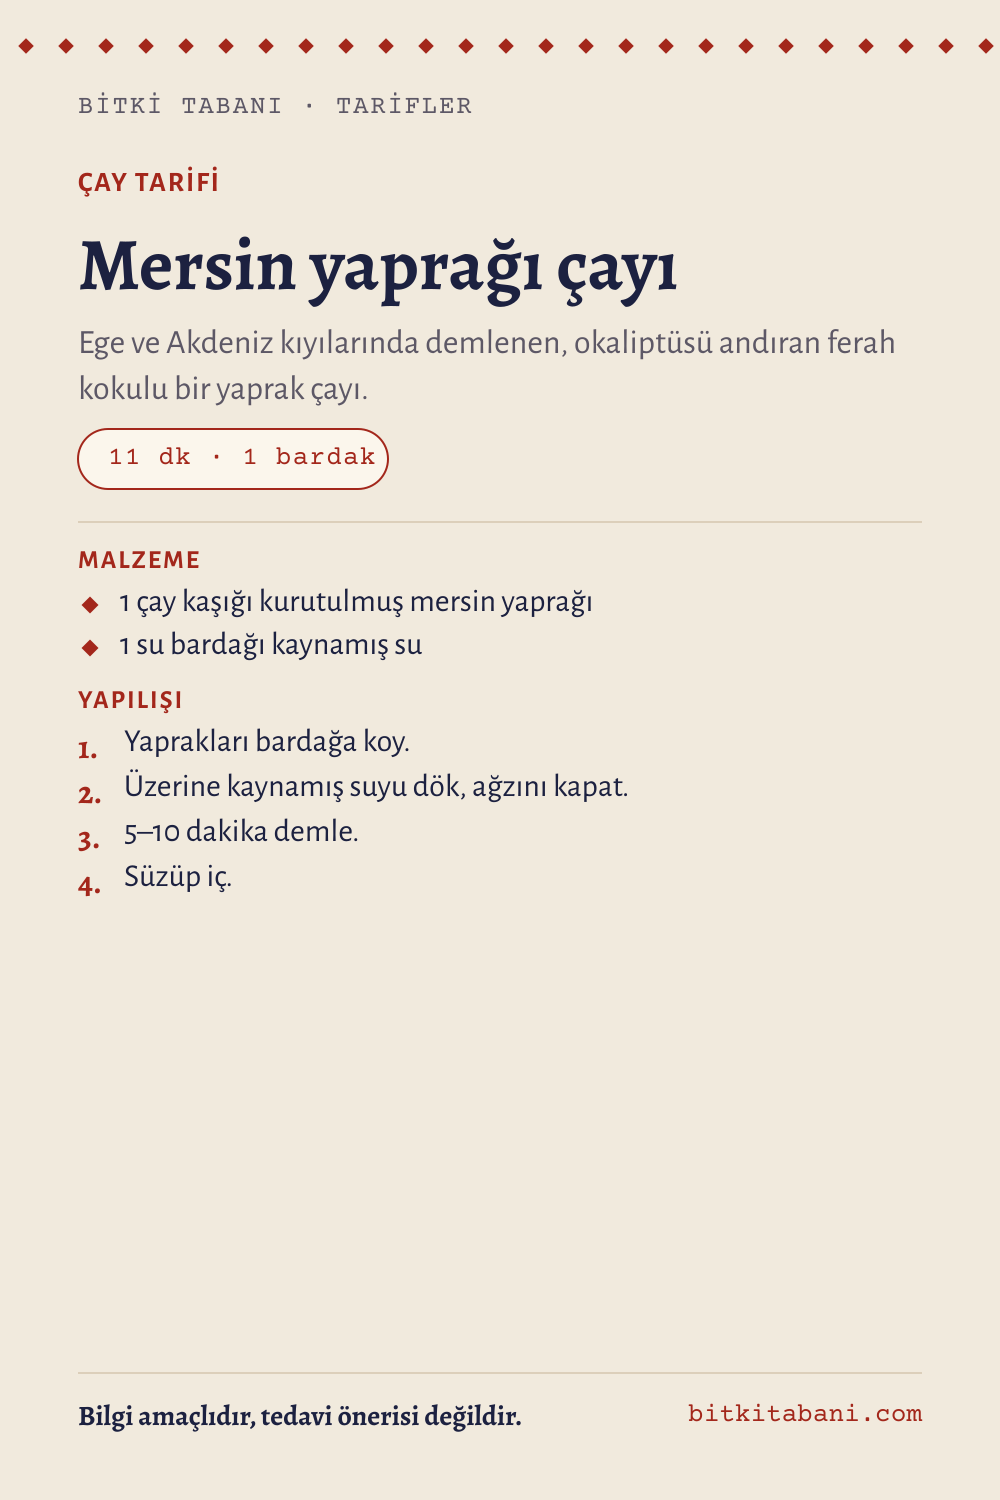 BİTKİ TABANI · TARİFLER
ÇAY TARİFİ
Mersin yaprağı çayı
Ege ve Akdeniz kıyılarında demlenen, okaliptüsü andıran ferah
kokulu bir yaprak çayı.
11 dk · 1 bardak
MALZEME
◆ 1 çay kaşığı kurutulmuş mersin yaprağı
◆ 1 su bardağı kaynamış su
YAPILIŞI
1. Yaprakları bardağa koy.
2. Üzerine kaynamış suyu dök, ağzını kapat.
3. 5–10 dakika demle.
4. Süzüp iç.
Bilgi amaçlıdır, tedavi önerisi değildir.
bitkitabani.com